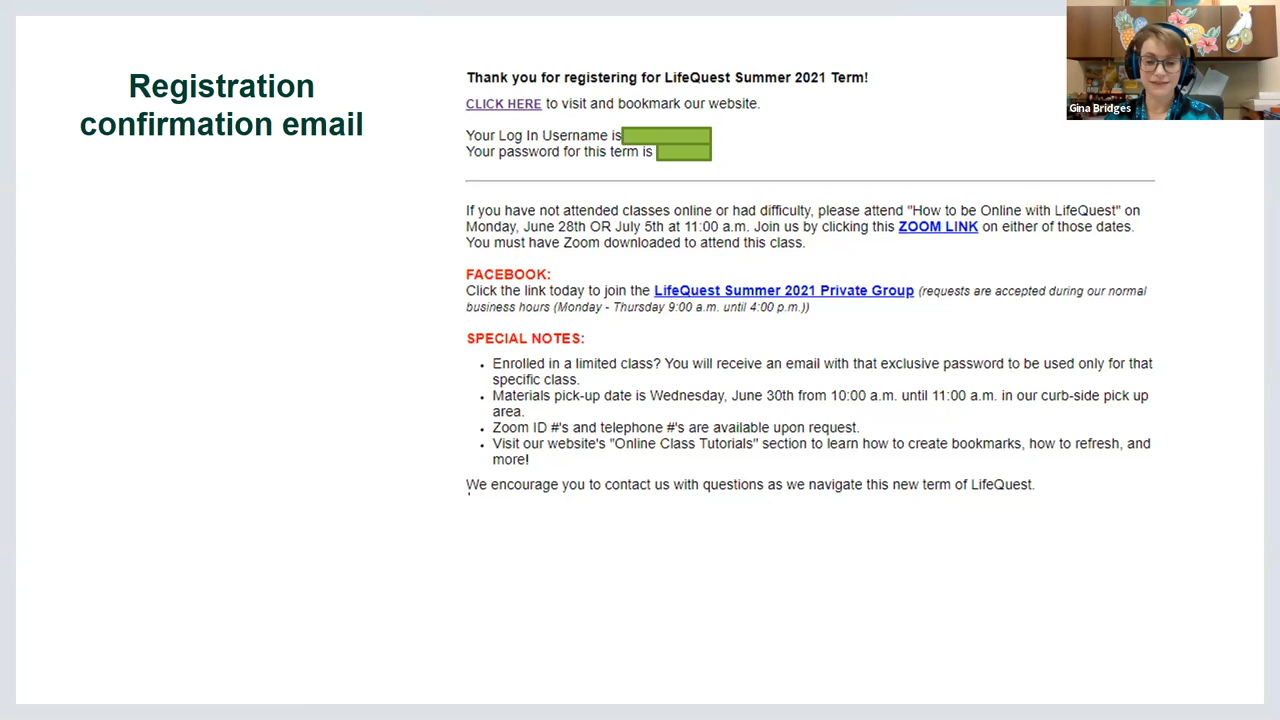 Registration
confirmation email
Thank you for registering for LifeQuest Summer 2021 Term!
CLICK HERE to visit and bookmark our website.
Your Log In Username is
Your password for this term is
If you have not attended classes online or had difficulty, please attend "How to be Online with LifeQuest" on
Monday, June 28th OR July 5th at 11:00 a.m. Join us by clicking this ZOOM LINK on either of those dates.
You must have Zoom downloaded to attend this class.
FACEBOOK:
Click the link today to join the LifeQuest Summer 2021 Private Group (requests are accepted during our normal
business hours (Monday - Thursday 9:00 a.m. until 4:00 p.m.))
SPECIAL NOTES:
• Enrolled in a limited class? You will receive an email with that exclusive password to be used only for that
specific class.
• Materials pick-up date is Wednesday, June 30th from 10:00 a.m. until 11:00 a.m. in our curb-side pick up
area.
• Zoom ID #'s and telephone #'s are available upon request.
• Visit our website's "Online Class Tutorials" section to learn how to create bookmarks, how to refresh, and
more!
We encourage you to contact us with questions as we navigate this new term of LifeQuest.
Gina Bridges